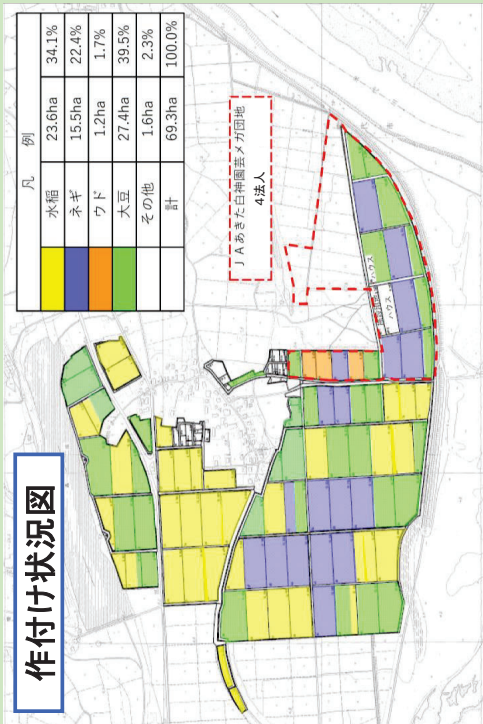 作付け状況図
凡 例
水稲 23.6ha 34.1%
ネギ 15.5ha 22.4%
ウド 1.2ha 1.7%
大豆 27.4ha 39.5%
その他 1.6ha 2.3%
計 69.3ha 100.0%
JAあきた白神園芸メガ団地
4法人
ハウス
ハウス